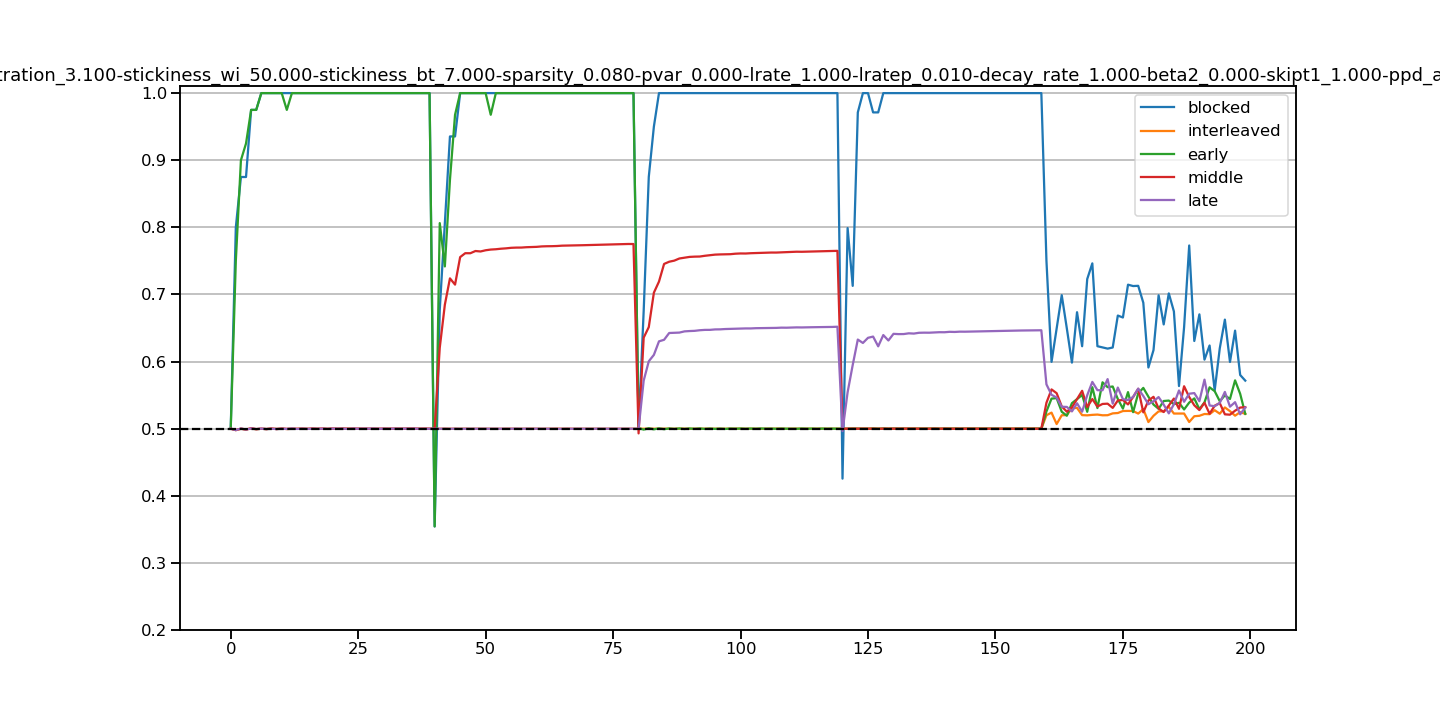 tration_3.100-stickiness_wi_50.000-stickiness_bt_7.000-sparsity_0.080-pvar_0.000-lrate_1.000-lratep_0.010-decay_rate_1.000-beta2_0.000-skipt1_1.000-ppd_a
1.0
0.9
0.8
0.7
0.6
0.5
0.4
0.3
0.2
0 25 50 75 100 125 150 175 200
blocked
interleaved
early
middle
late